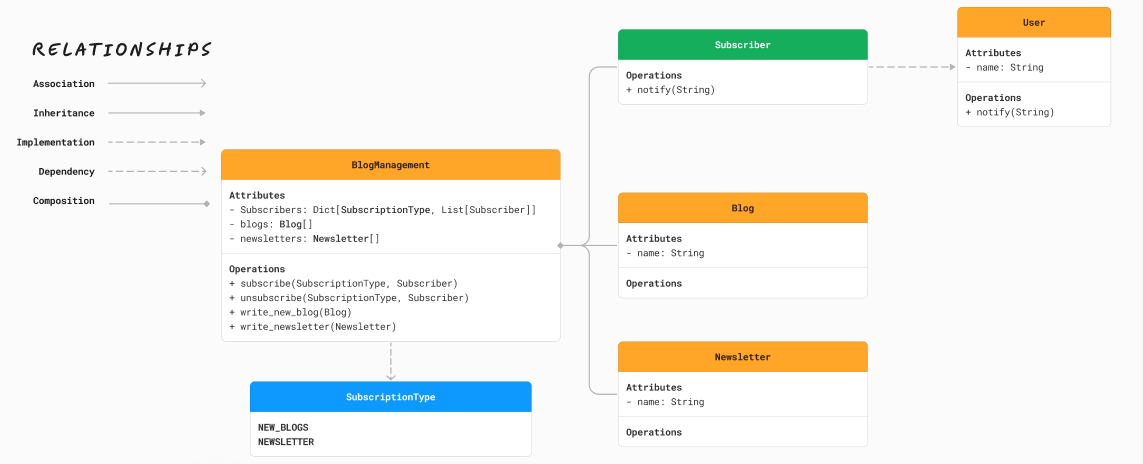 RELATIONSHIPS
Association
Inheritance
Implementation
Dependency
Composition
BlogManagement
Attributes
- Subscribers: Dict[SubscriptionType, List[Subscriber]]
- blogs: Blog[]
- newsletters: Newsletter[]
Operations
+ subscribe(SubscriptionType, Subscriber)
+ unsubscribe(SubscriptionType, Subscriber)
+ write_new_blog(Blog)
+ write_newsletter(Newsletter)
SubscriptionType
NEW_BLOGS
NEWSLETTER
Subscriber
Operations
+ notify(String)
User
Attributes
- name: String
Operations
+ notify(String)
Blog
Attributes
- name: String
Operations
Newsletter
Attributes
- name: String
Operations